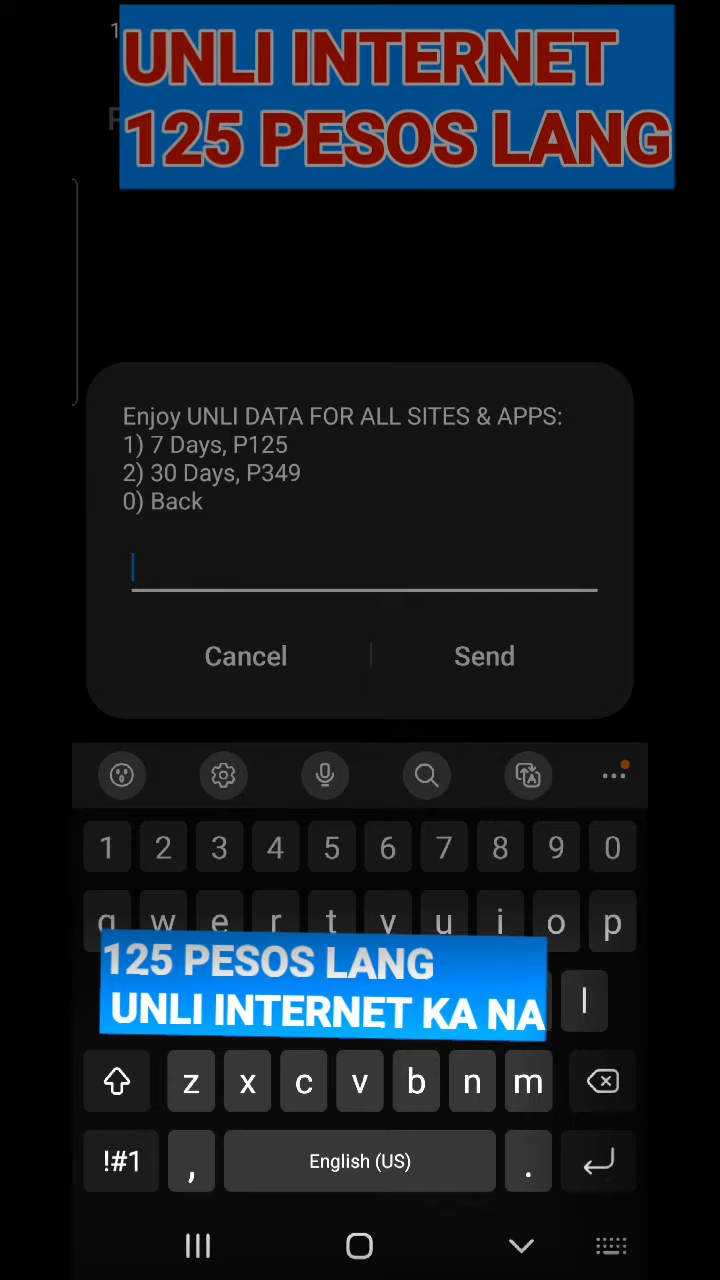 1
UNLI INTERNET
125 PESOS LANG
Enjoy UNLI DATA FOR ALL SITES & APPS:
1) 7 Days, P125
2) 30 Days, P349
0) Back
Cancel
Send
1 2 3 4 5 6 7 8 9 0
q w e r t y u i o p
125 PESOS LANG
UNLI INTERNET KA NA
l
z x c v b n m
!#1 , English (US) .